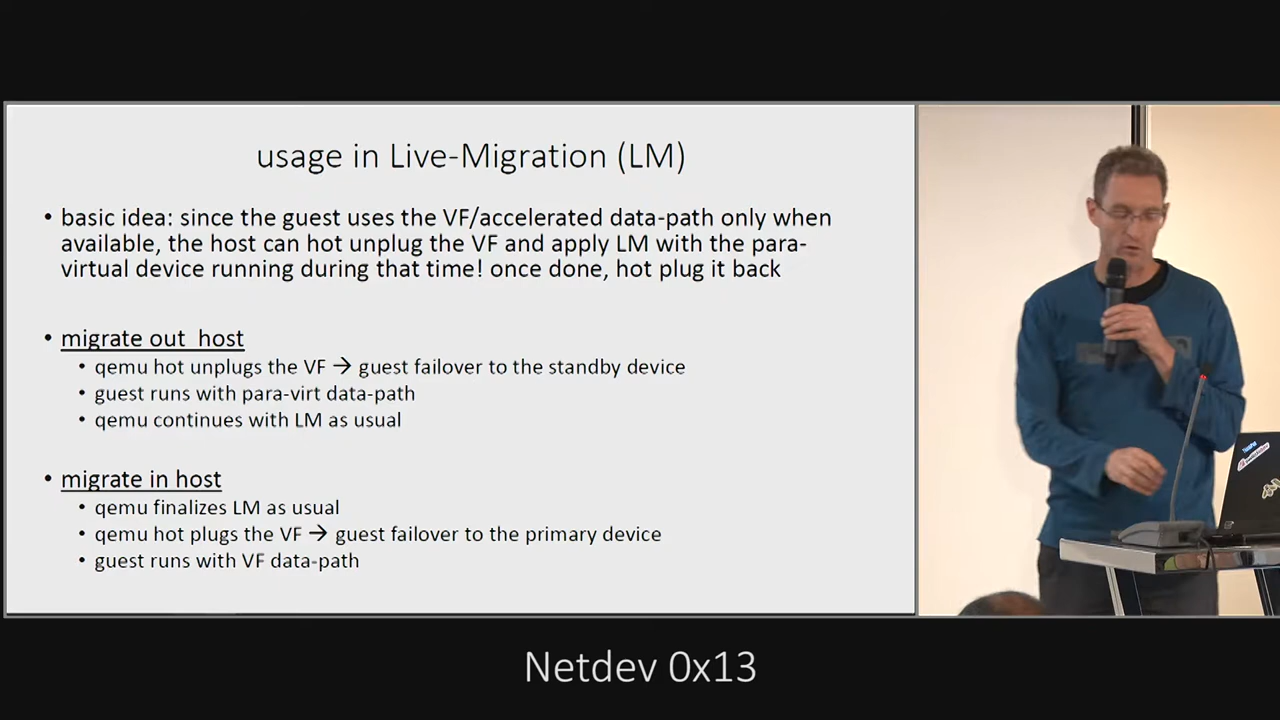 usage in Live-Migration (LM)
• basic idea: since the guest uses the VF/accelerated data-path only when
available, the host can hot unplug the VF and apply LM with the para-
virtual device running during that time! once done, hot plug it back
• migrate out host
• qemu hot unplugs the VF → guest failover to the standby device
• guest runs with para-virt data-path
• qemu continues with LM as usual
• migrate in host
• qemu finalizes LM as usual
• qemu hot plugs the VF → guest failover to the primary device
• guest runs with VF data-path
Netdev 0x13